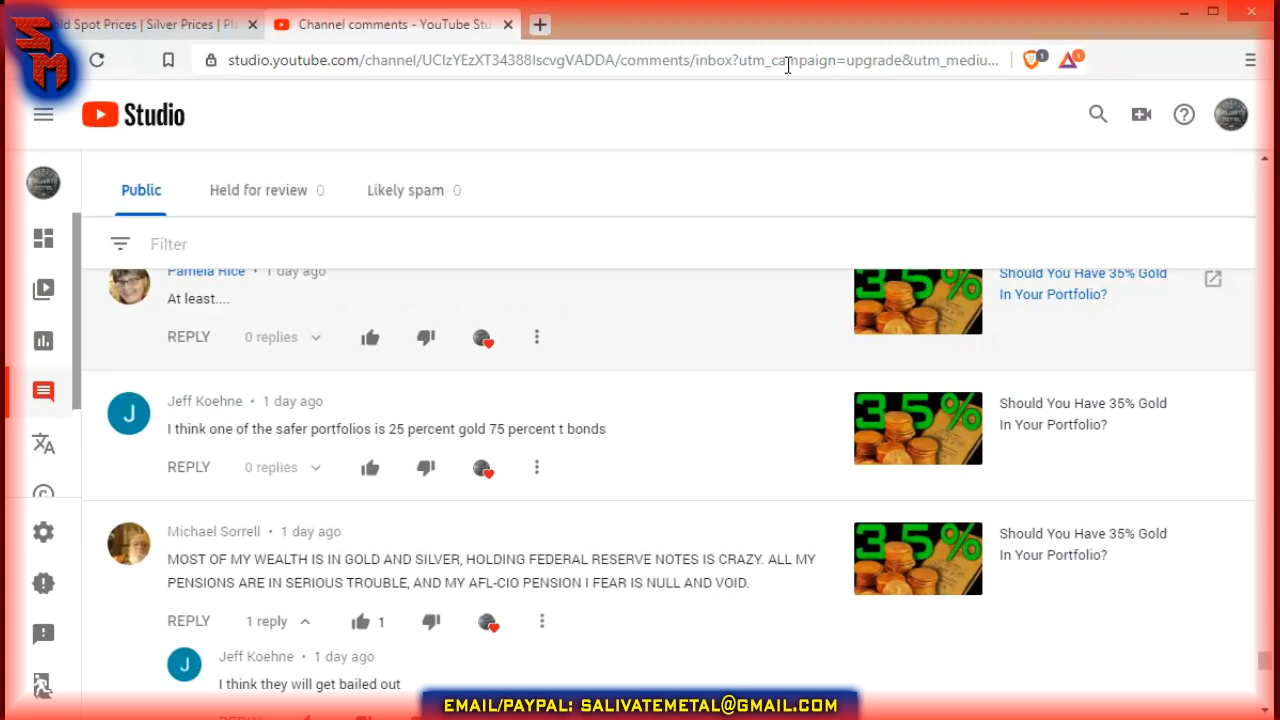 ld Spot Prices | Silver Prices | Pl
Channel comments - YouTube Stu
SM
studio.youtube.com/channel/UCIzYEzXT34388IscvgVADDA/comments/inbox?utm_campaign=upgrade&utm_mediu...
1
1
Studio
Public
Held for review 0
Likely spam 0
Filter
Pamela Rice • 1 day ago
At least....
REPLY 0 replies
35%
Should You Have 35% Gold
In Your Portfolio?
J
Jeff Koehne • 1 day ago
I think one of the safer portfolios is 25 percent gold 75 percent t bonds
REPLY 0 replies
35%
Should You Have 35% Gold
In Your Portfolio?
Michael Sorrell • 1 day ago
MOST OF MY WEALTH IS IN GOLD AND SILVER, HOLDING FEDERAL RESERVE NOTES IS CRAZY. ALL MY
PENSIONS ARE IN SERIOUS TROUBLE, AND MY AFL-CIO PENSION I FEAR IS NULL AND VOID.
REPLY 1 reply 1
35%
Should You Have 35% Gold
In Your Portfolio?
J
Jeff Koehne • 1 day ago
I think they will get bailed out
EMAIL/PAYPAL: SALIVATEMETAL@GMAIL.COM